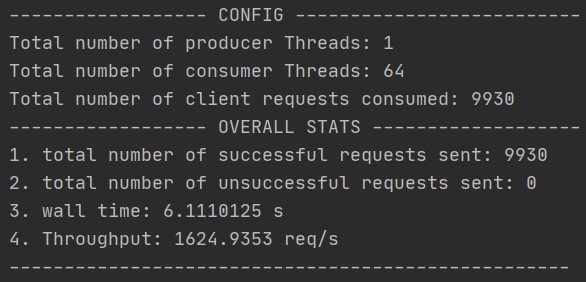 ------------------ CONFIG --------------------------
Total number of producer Threads: 1
Total number of consumer Threads: 64
Total number of client requests consumed: 9930
------------------ OVERALL STATS -------------------
1. total number of successful requests sent: 9930
2. total number of unsuccessful requests sent: 0
3. wall time: 6.1110125 s
4. Throughput: 1624.9353 req/s
---------------------------------------------------